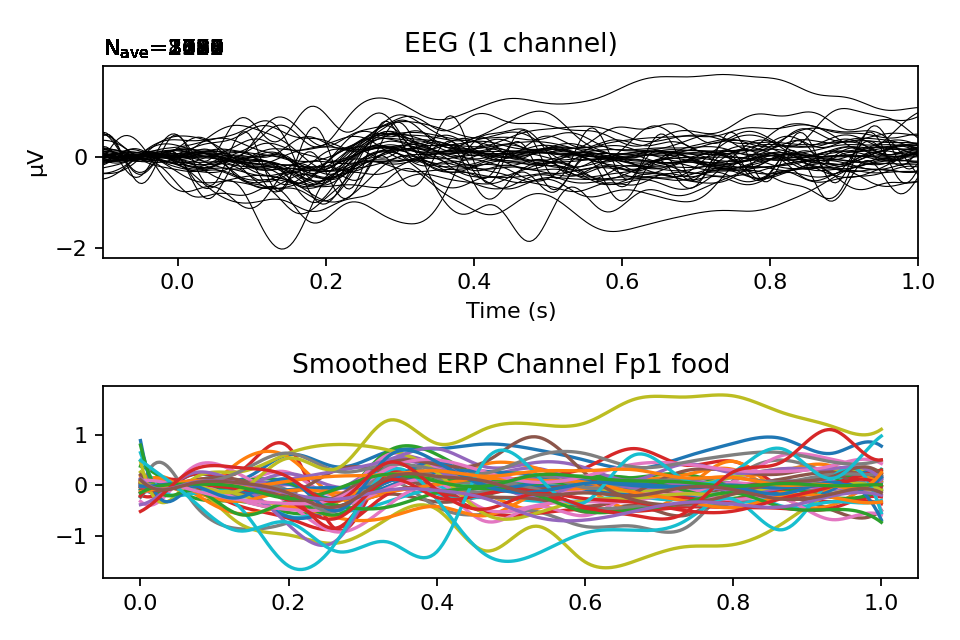 N_ave=
EEG (1 channel)
µV
0
−2
0.0 0.2 0.4 0.6 0.8 1.0
Time (s)
Smoothed ERP Channel Fp1 food
1
0
−1
0.0 0.2 0.4 0.6 0.8 1.0